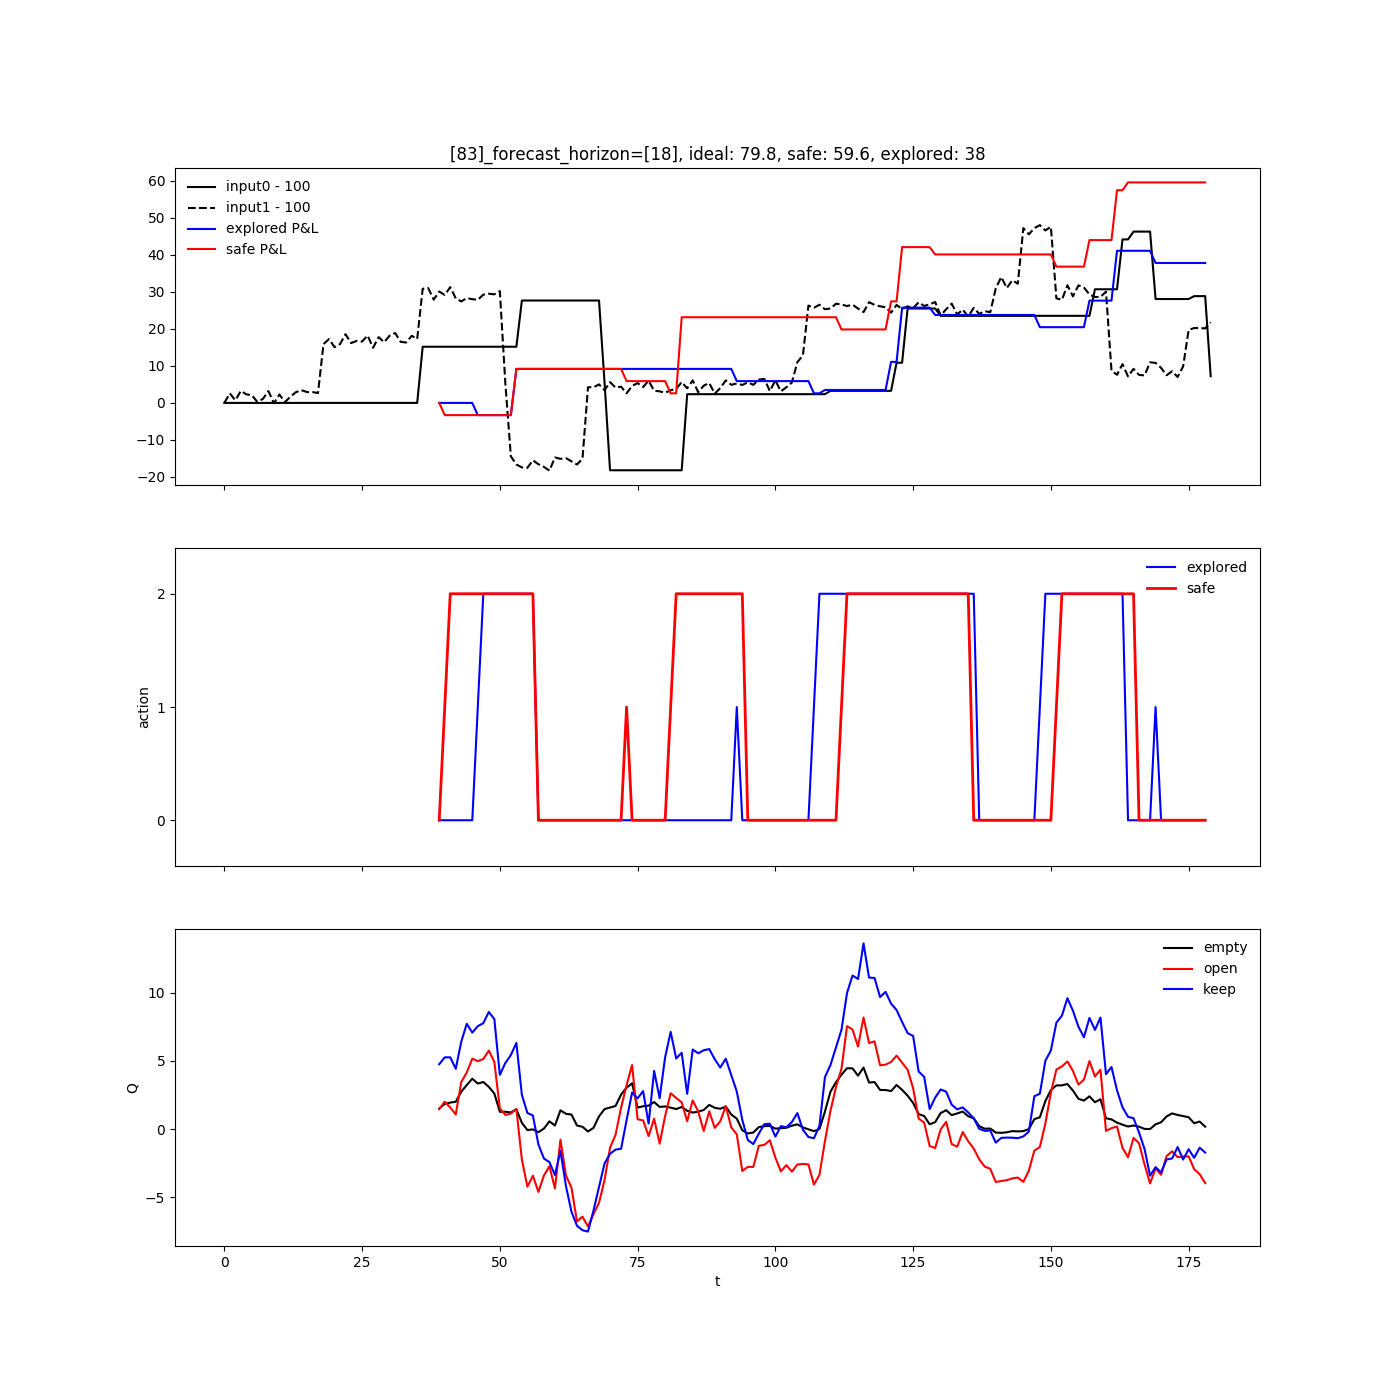 [83]_forecast_horizon=[18], ideal: 79.8, safe: 59.6, explored: 38
60
50
40
30
20
10
0
−10
−20
input0 - 100
input1 - 100
explored P&L
safe P&L
action
2
1
0
explored
safe
Q
10
5
0
−5
empty
open
keep
0 25 50 75 100 125 150 175
t